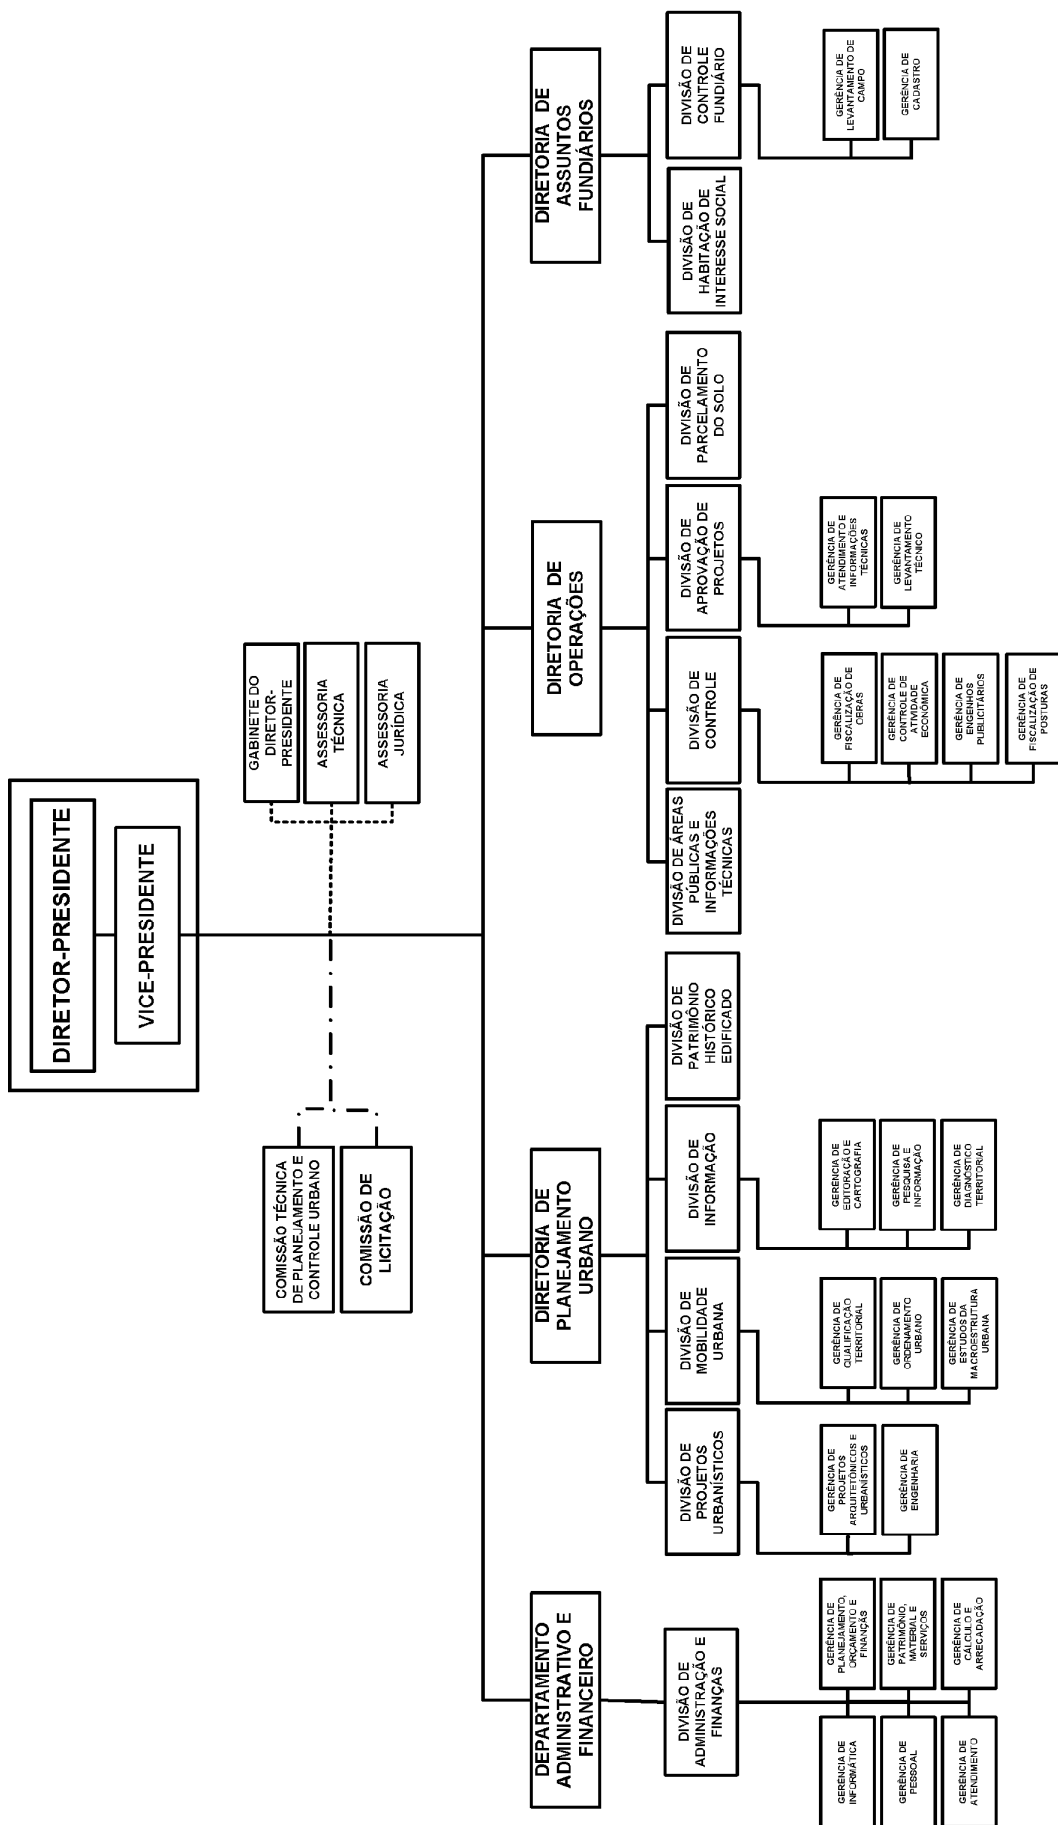 DIRETOR-PRESIDENTE
VICE-PRESIDENTE
COMISSÃO TÉCNICA
DE PLANEJAMENTO E
CONTROLE URBANO
COMISSÃO DE
LICITAÇÃO
GABINETE DO
DIRETOR-
PRESIDENTE
ASSESSORIA
TÉCNICA
ASSESSORIA
JURÍDICA
DEPARTAMENTO
ADMINISTRATIVO E
FINANCEIRO
DIVISÃO DE
ADMINISTRAÇÃO E
FINANÇAS
GERÊNCIA DE
INFORMÁTICA
GERÊNCIA DE
PESSOAL
GERÊNCIA DE
ATENDIMENTO
GERÊNCIA DE
PLANEJAMENTO,
ORÇAMENTO E
FINANÇAS
GERÊNCIA DE
PATRIMÔNIO,
MATERIAL E
SERVIÇOS
GERÊNCIA DE
CÁLCULO E
ARRECADAÇÃO
DIRETORIA DE
PLANEJAMENTO
URBANO
DIVISÃO DE
PROJETOS
URBANÍSTICOS
GERÊNCIA DE
PROJETOS
ARQUITETÔNICOS E
URBANÍSTICOS
GERÊNCIA DE
ENGENHARIA
DIVISÃO DE
MOBILIDADE
URBANA
GERÊNCIA DE
QUALIFICAÇÃO
TERRITORIAL
GERÊNCIA DE
ORDENAMENTO
URBANO
GERÊNCIA DE
ESTUDOS DA
MACROESTRUTURA
URBANA
DIVISÃO DE
INFORMAÇÃO
GERÊNCIA DE
EDITORAÇÃO E
CARTOGRAFIA
GERÊNCIA DE
PESQUISA E
INFORMAÇÃO
GERÊNCIA DE
DIAGNÓSTICO
TERRITORIAL
DIVISÃO DE
PATRIMÔNIO
HISTÓRICO
EDIFICADO
DIRETORIA DE
OPERAÇÕES
DIVISÃO DE ÁREAS
PÚBLICAS E
INFORMAÇÕES
TÉCNICAS
DIVISÃO DE
CONTROLE
GERÊNCIA DE
FISCALIZAÇÃO DE
OBRAS
GERÊNCIA DE
CONTROLE DE
ATIVIDADE
ECONÔMICA
GERÊNCIA DE
ENGENHOS
PUBLICITÁRIOS
GERÊNCIA DE
FISCALIZAÇÃO DE
POSTURAS
DIVISÃO DE
APROVAÇÃO DE
PROJETOS
GERÊNCIA DE
ATENDIMENTO E
INFORMAÇÕES
TÉCNICAS
GERÊNCIA DE
LEVANTAMENTO
TÉCNICO
DIVISÃO DE
PARCELAMENTO
DO SOLO
DIRETORIA DE
ASSUNTOS
FUNDIÁRIOS
DIVISÃO DE
HABITAÇÃO DE
INTERESSE SOCIAL
DIVISÃO DE
CONTROLE
FUNDIÁRIO
GERÊNCIA DE
LEVANTAMENTO DE
CAMPO
GERÊNCIA DE
CADASTRO